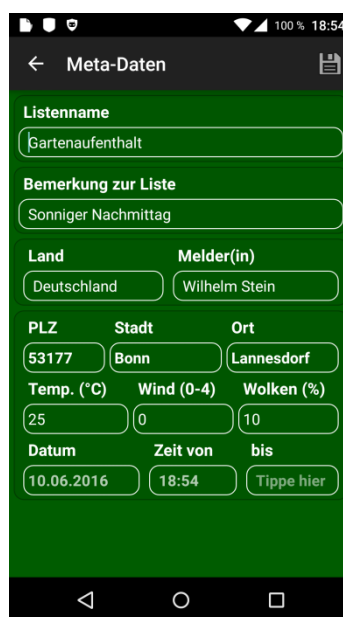 100 % 18:54
Meta-Daten
Listenname
Gartenaufenthalt
Bemerkung zur Liste
Sonniger Nachmittag
Land Melder(in)
Deutschland Wilhelm Stein
PLZ Stadt Ort
53177 Bonn Lannesdorf
Temp. (°C) Wind (0-4) Wolken (%)
25 0 10
Datum Zeit von bis
10.06.2016 18:54 Tippe hier